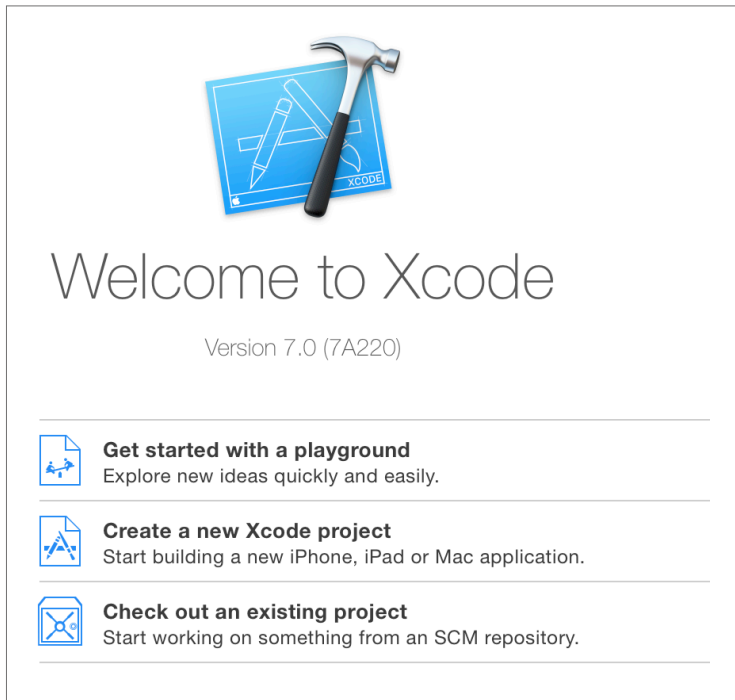 XCODE
Welcome to Xcode
Version 7.0 (7A220)
Get started with a playground
Explore new ideas quickly and easily.
Create a new Xcode project
Start building a new iPhone, iPad or Mac application.
Check out an existing project
Start working on something from an SCM repository.